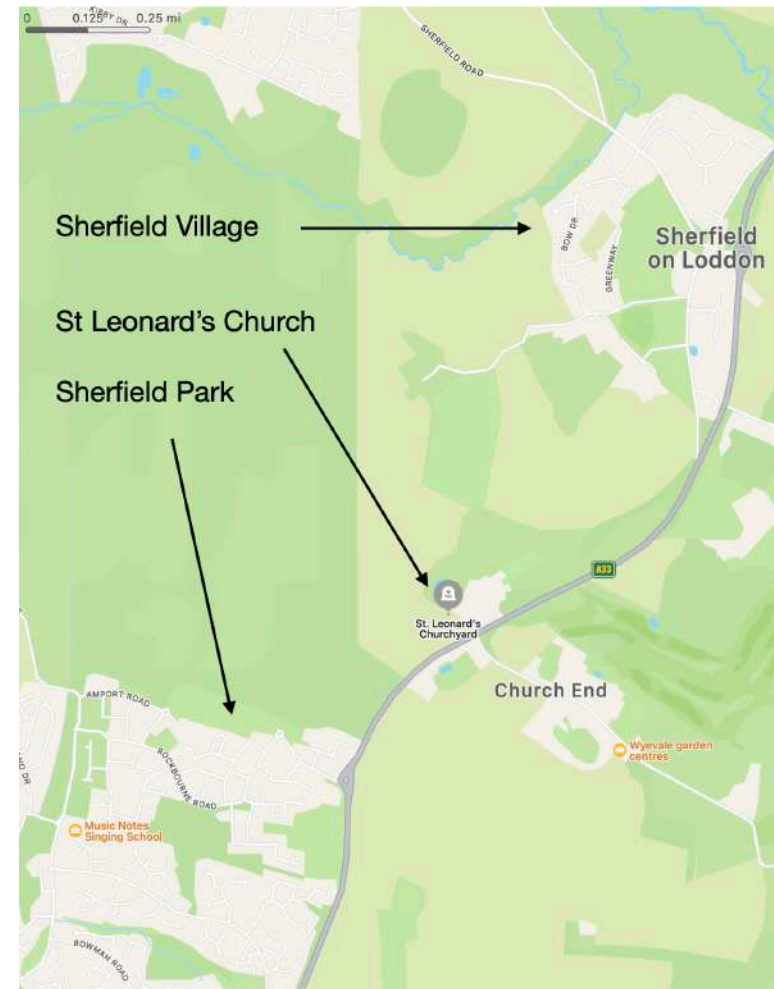 0 0.125 0.25 mi
KIRBY DR
SHERFIELD ROAD
Sherfield Village
BOW DR
GREENWAY
Sherfield
on Loddon
St Leonard's Church
Sherfield Park
A33
St. Leonard's
Churchyard
Church End
AMPORT ROAD
Wyevale garden
centres
ROCKBOURNE ROAD
Music Notes
Singing School
BOWMAN ROAD